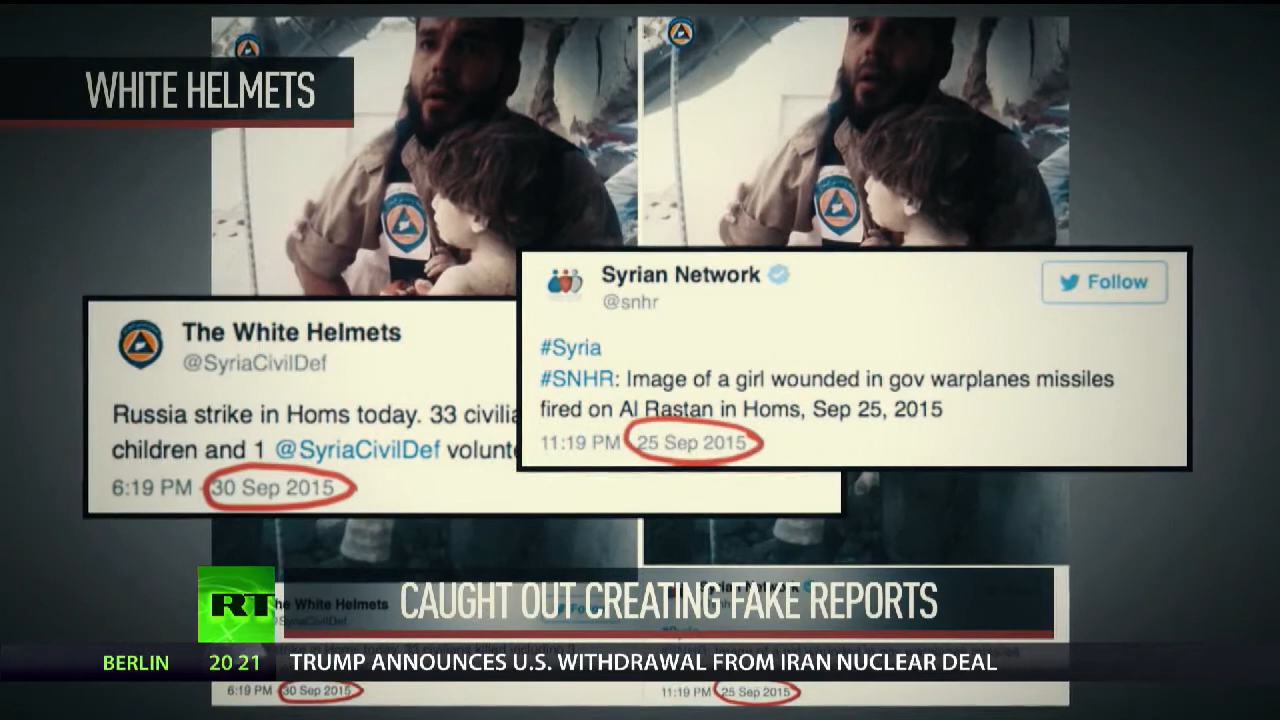 WHITE HELMETS
The White Helmets
@SyriaCivilDef
Russia strike in Homs today. 33
children and 1 @SyriaCivilDef
6:19 PM - 30 Sep 2015
Syrian Network
@snhr
Follow
#Syria
#SNHR: Image of a girl wounded in gov warplanes missiles
fired on Al Rastan in Homs, Sep 25, 2015
11:19 PM 25 Sep 2015
RT
CAUGHT OUT CREATING FAKE REPORTS
The White Helmets
BERLIN 20 21 TRUMP ANNOUNCES U.S. WITHDRAWAL FROM IRAN NUCLEAR DEAL
6:19 PM 30 Sep 2015
11:19 PM 25 Sep 2015